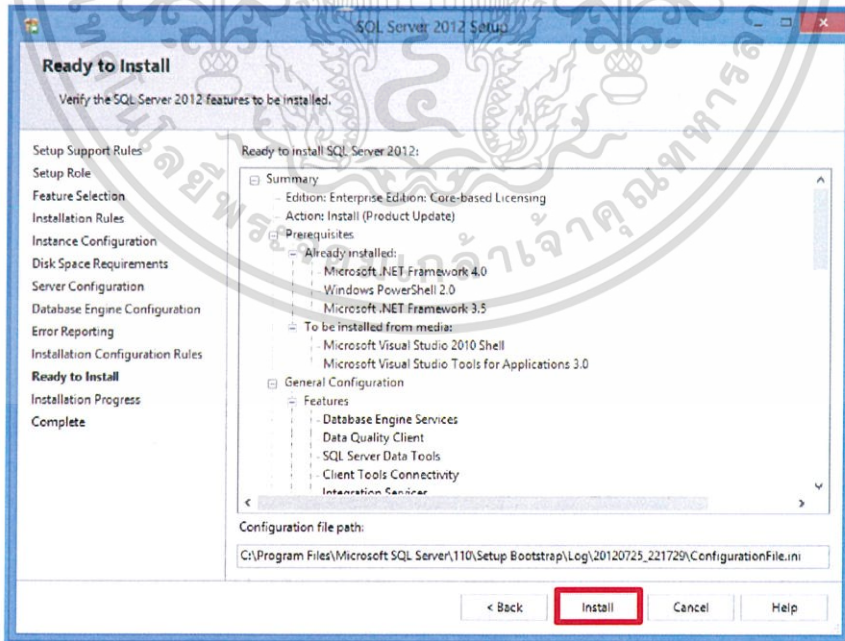 SQL Server 2012 Setup
Ready to Install
Verify the SQL Server 2012 features to be installed.
Setup Support Rules
Setup Role
Feature Selection
Installation Rules
Instance Configuration
Disk Space Requirements
Server Configuration
Database Engine Configuration
Error Reporting
Installation Configuration Rules
Ready to Install
Installation Progress
Complete
Ready to install SQL Server 2012:
Summary
Edition: Enterprise Edition: Core-based Licensing
Action: Install (Product Update)
Prerequisites
Already installed:
Microsoft .NET Framework 4.0
Windows PowerShell 2.0
Microsoft .NET Framework 3.5
To be installed from media:
Microsoft Visual Studio 2010 Shell
Microsoft Visual Studio Tools for Applications 3.0
General Configuration
Features
Database Engine Services
Data Quality Client
SQL Server Data Tools
Client Tools Connectivity
Integration Services
Configuration file path:
C:\Program Files\Microsoft SQL Server\110\Setup Bootstrap\Log\20120725_221729\ConfigurationFile.ini
< Back
Install
Cancel
Help